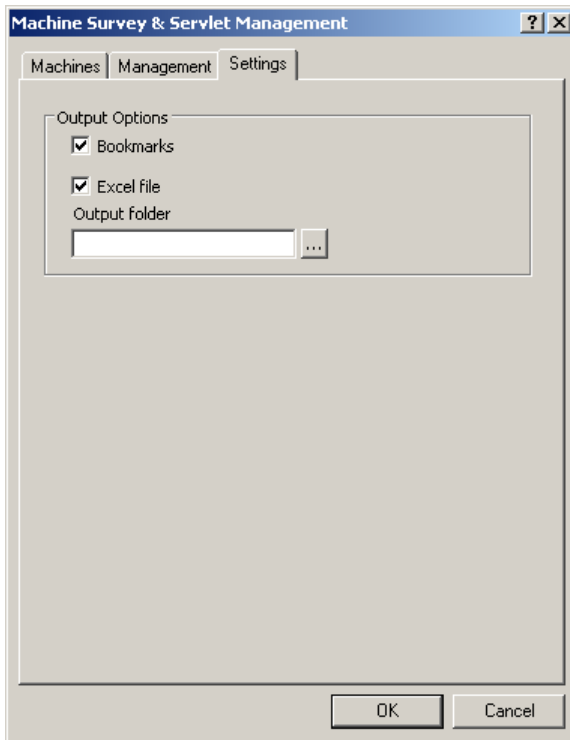 Machine Survey & Servlet Management
Machines Management Settings
Output Options
Bookmarks
Excel file
Output folder
...
OK Cancel